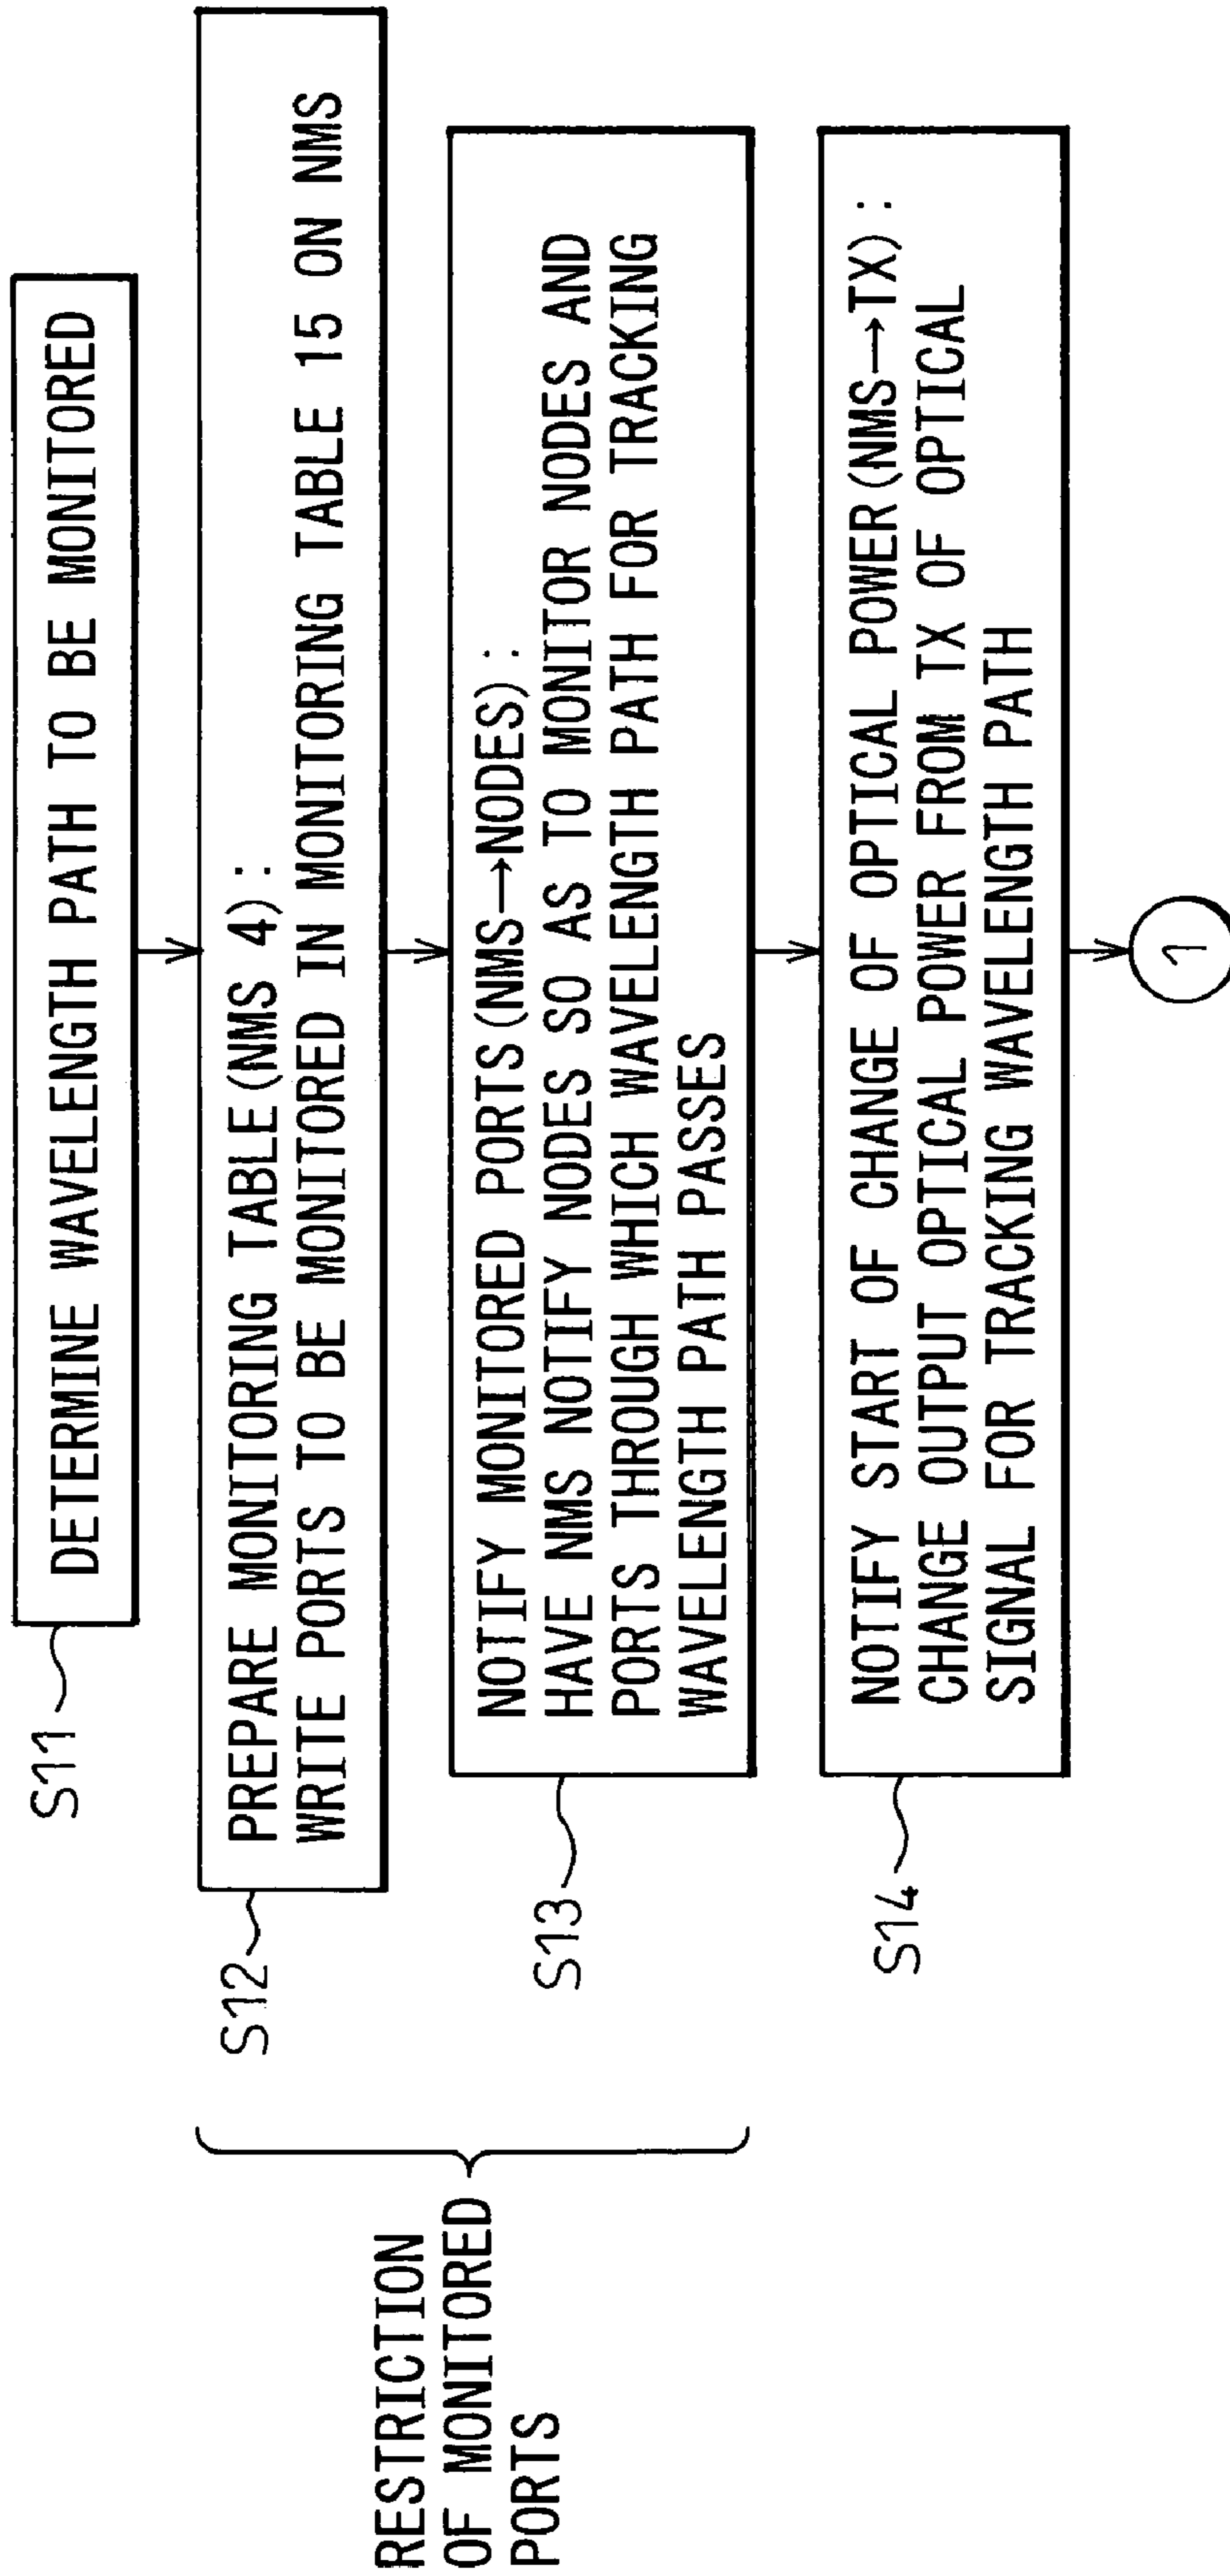 S11
DETERMINE WAVELENGTH PATH TO BE MONITORED
S12
PREPARE MONITORING TABLE (NMS 4) :
WRITE PORTS TO BE MONITORED IN MONITORING TABLE 15 ON NMS
RESTRICTION
OF MONITORED
PORTS
S13
NOTIFY MONITORED PORTS (NMS→NODES) :
HAVE NMS NOTIFY NODES SO AS TO MONITOR NODES AND
PORTS THROUGH WHICH WAVELENGTH PATH FOR TRACKING
WAVELENGTH PATH PASSES
S14
NOTIFY START OF CHANGE OF OPTICAL POWER (NMS→TX) :
CHANGE OUTPUT OPTICAL POWER FROM TX OF OPTICAL
SIGNAL FOR TRACKING WAVELENGTH PATH
1